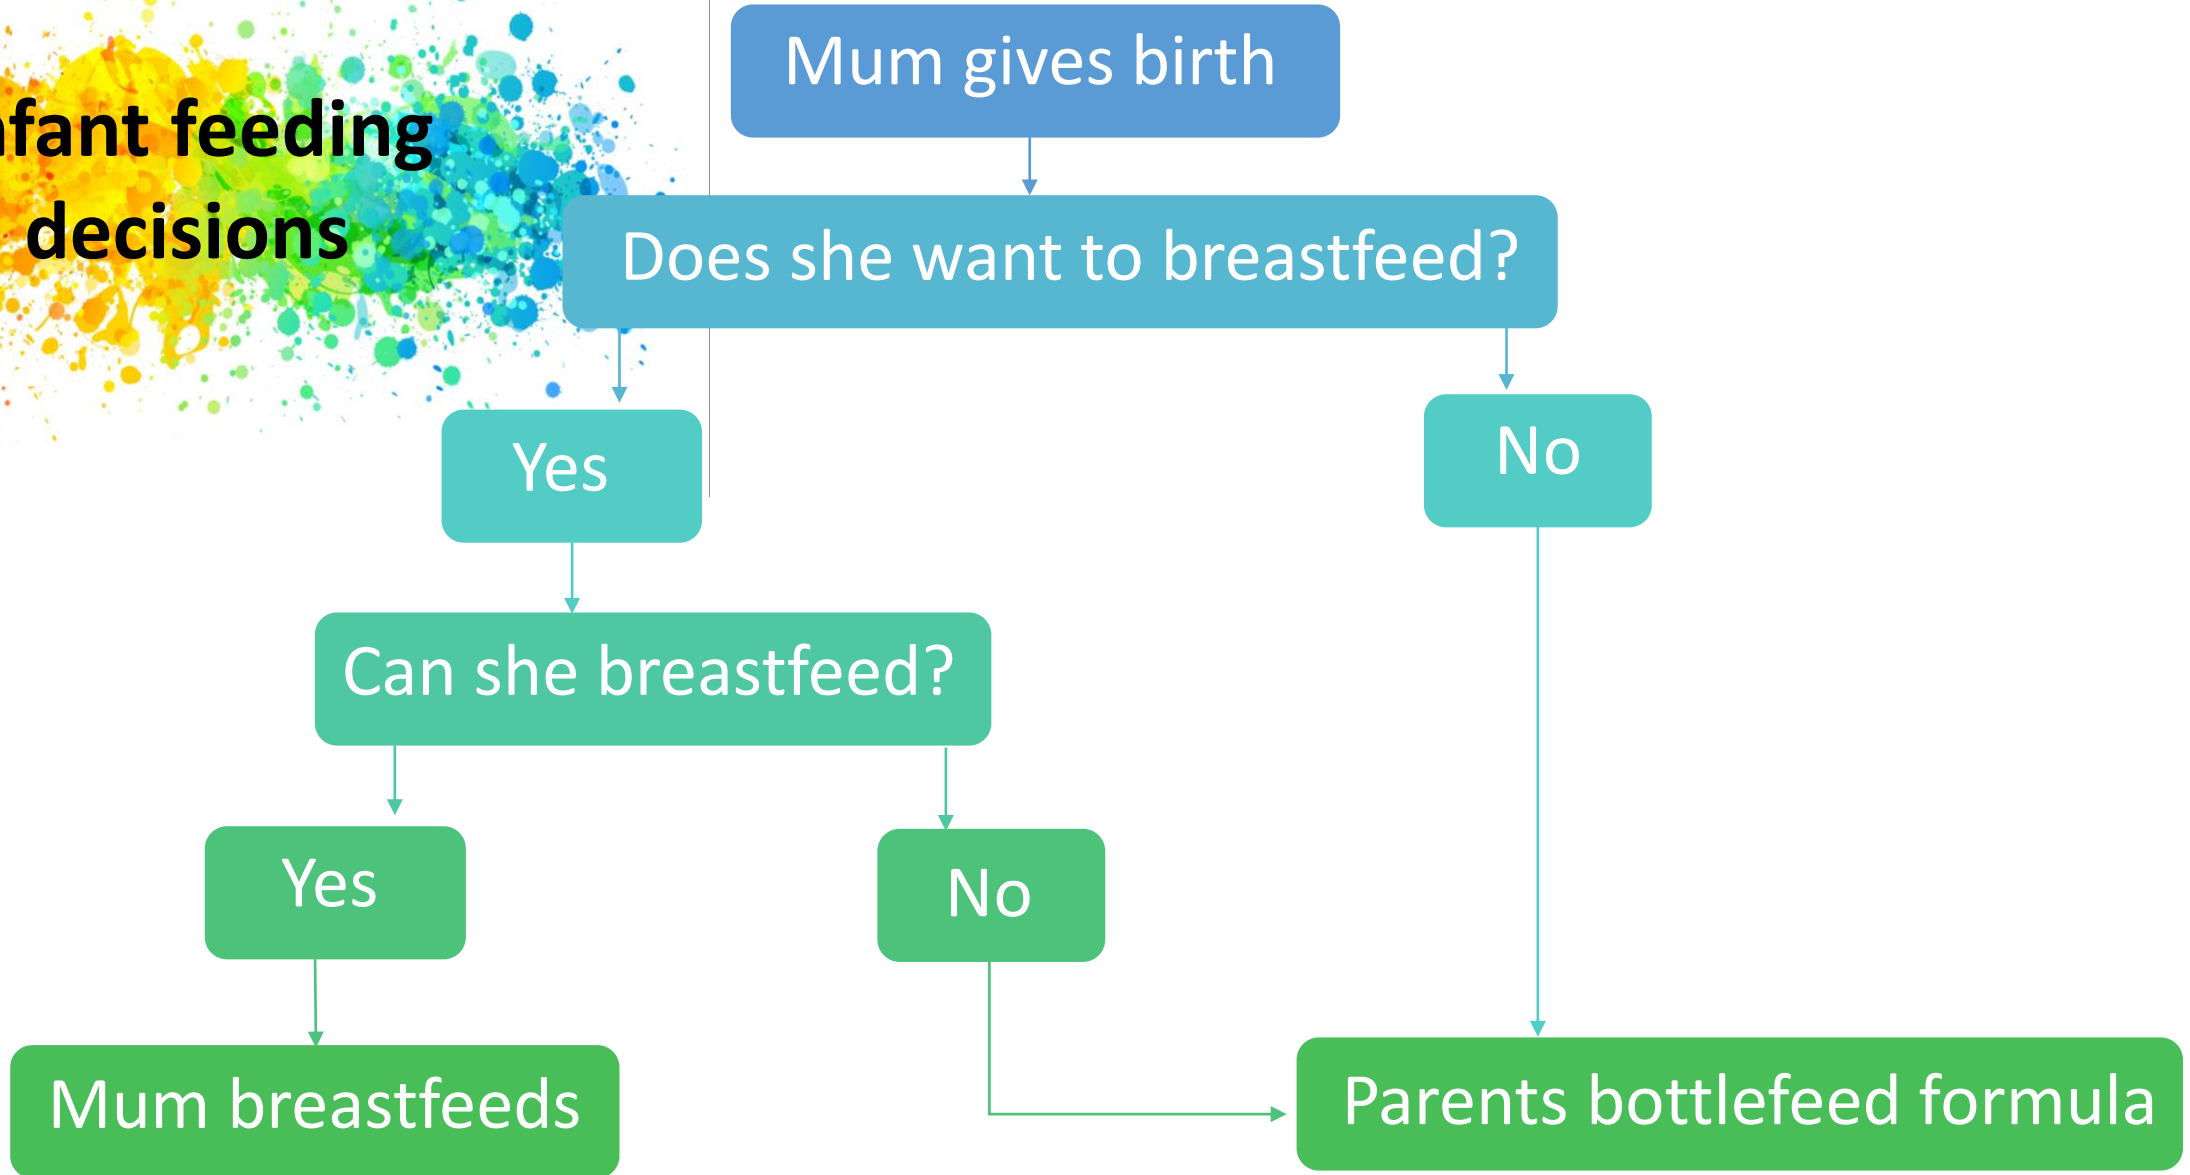 nfant feeding
decisions
Mum gives birth
Does she want to breastfeed?
Yes
No
Can she breastfeed?
Yes
No
Mum breastfeeds
Parents bottlefeed formula